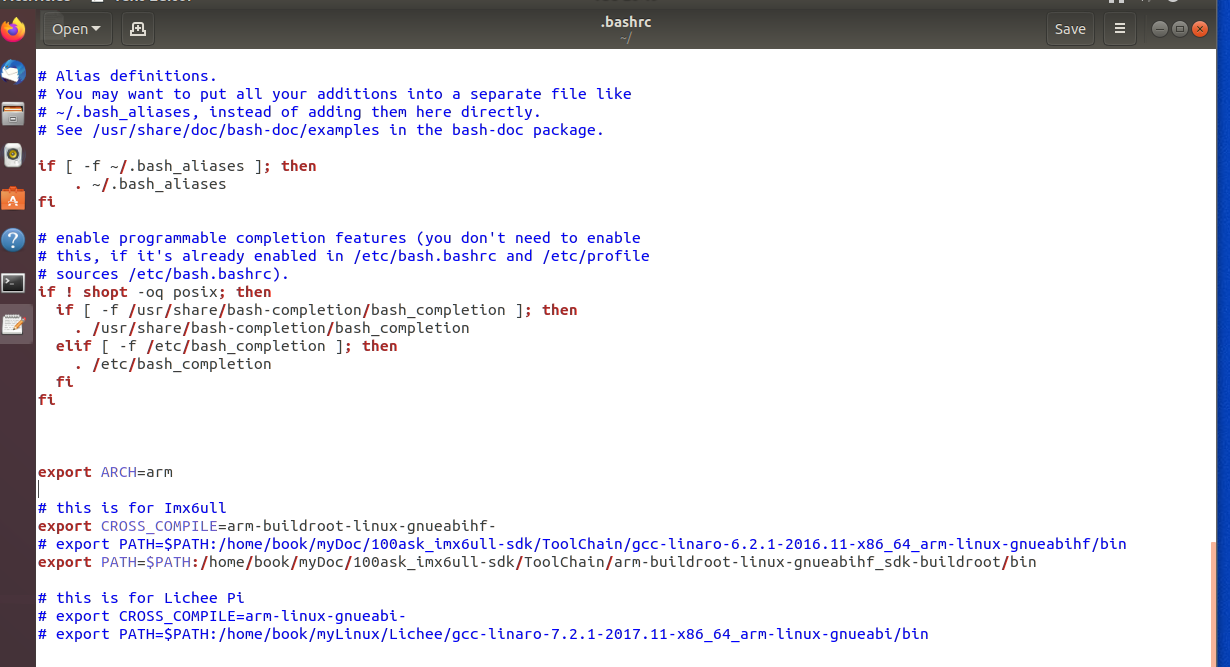 .bashrc
Open
~/
Save
# Alias definitions.
# You may want to put all your additions into a separate file like
# ~/.bash_aliases, instead of adding them here directly.
# See /usr/share/doc/bash-doc/examples in the bash-doc package.
if [ -f ~/.bash_aliases ]; then
    . ~/.bash_aliases
fi
# enable programmable completion features (you don't need to enable
# this, if it's already enabled in /etc/bash.bashrc and /etc/profile
# sources /etc/bash.bashrc).
if ! shopt -oq posix; then
  if [ -f /usr/share/bash-completion/bash_completion ]; then
    . /usr/share/bash-completion/bash_completion
  elif [ -f /etc/bash_completion ]; then
    . /etc/bash_completion
  fi
fi
export ARCH=arm
# this is for Imx6ull
export CROSS_COMPILE=arm-buildroot-linux-gnueabihf-
# export PATH=$PATH:/home/book/myDoc/100ask_imx6ull-sdk/ToolChain/gcc-linaro-6.2.1-2016.11-x86_64_arm-linux-gnueabihf/bin
export PATH=$PATH:/home/book/myDoc/100ask_imx6ull-sdk/ToolChain/arm-buildroot-linux-gnueabihf_sdk-buildroot/bin
# this is for Lichee Pi
# export CROSS_COMPILE=arm-linux-gnueabi-
# export PATH=$PATH:/home/book/myLinux/Lichee/gcc-linaro-7.2.1-2017.11-x86_64_arm-linux-gnueabi/bin